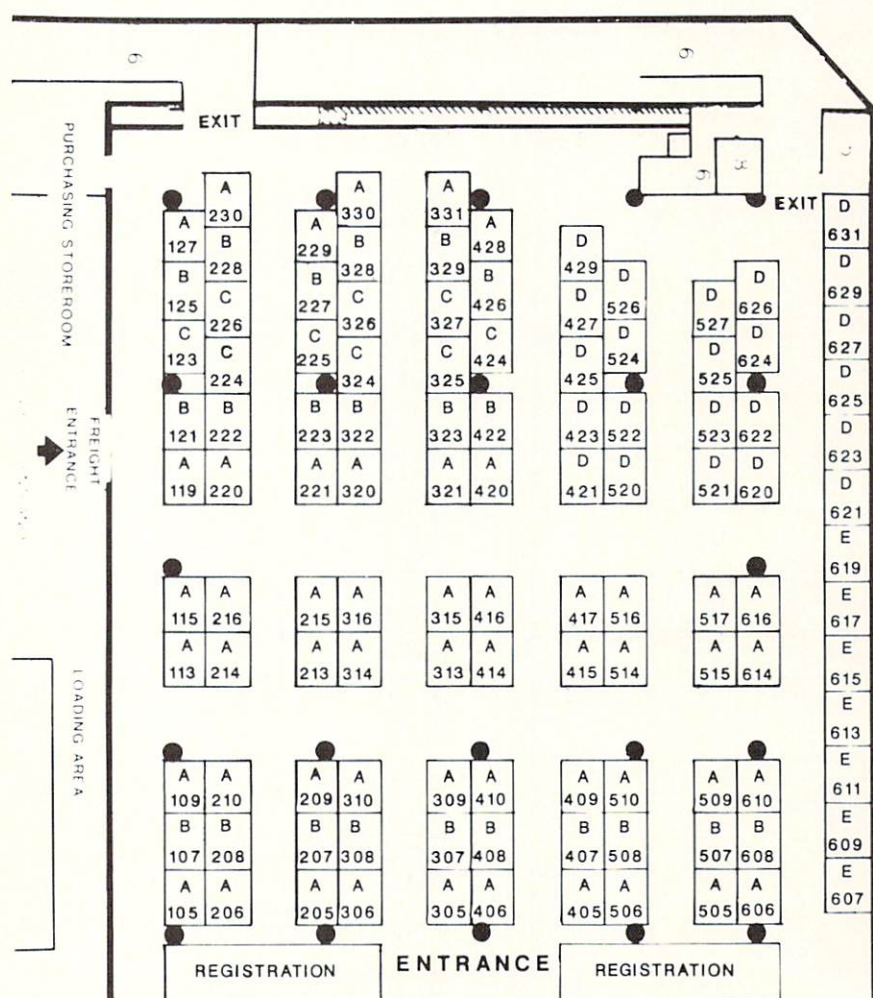 6 6
EXIT
PURCHASING STOREROOM
FREIGHT ENTRANCE
LOADING AREA
6 3
EXIT
A 230 A 330 A 331
A 127 A 229 A 428
B 228 B 328 B 329 D 429 D 631
B 125 B 227 B 426 D 526 D 626 D 629
C 226 C 326 C 327 D 427 D 527 D 627
C 123 C 225 C 424 D 524 D 624
C 224 C 324 C 325 D 425 D 525 D 625
B 121 B 222 B 223 B 322 B 323 B 422 D 423 D 522 D 523 D 622 D 623
A 119 A 220 A 221 A 320 A 321 A 420 D 421 D 520 D 521 D 620 D 621
E 619
A 115 A 216 A 215 A 316 A 315 A 416 A 417 A 516 A 517 A 616 E 617
A 113 A 214 A 213 A 314 A 313 A 414 A 415 A 514 A 515 A 614 E 615
E 613
A 109 A 210 A 209 A 310 A 309 A 410 A 409 A 510 A 509 A 610 E 611
B 107 B 208 B 207 B 308 B 307 B 408 B 407 B 508 B 507 B 608 E 609
A 105 A 206 A 205 A 306 A 305 A 406 A 405 A 506 A 505 A 606 E 607
REGISTRATION ENTRANCE REGISTRATION